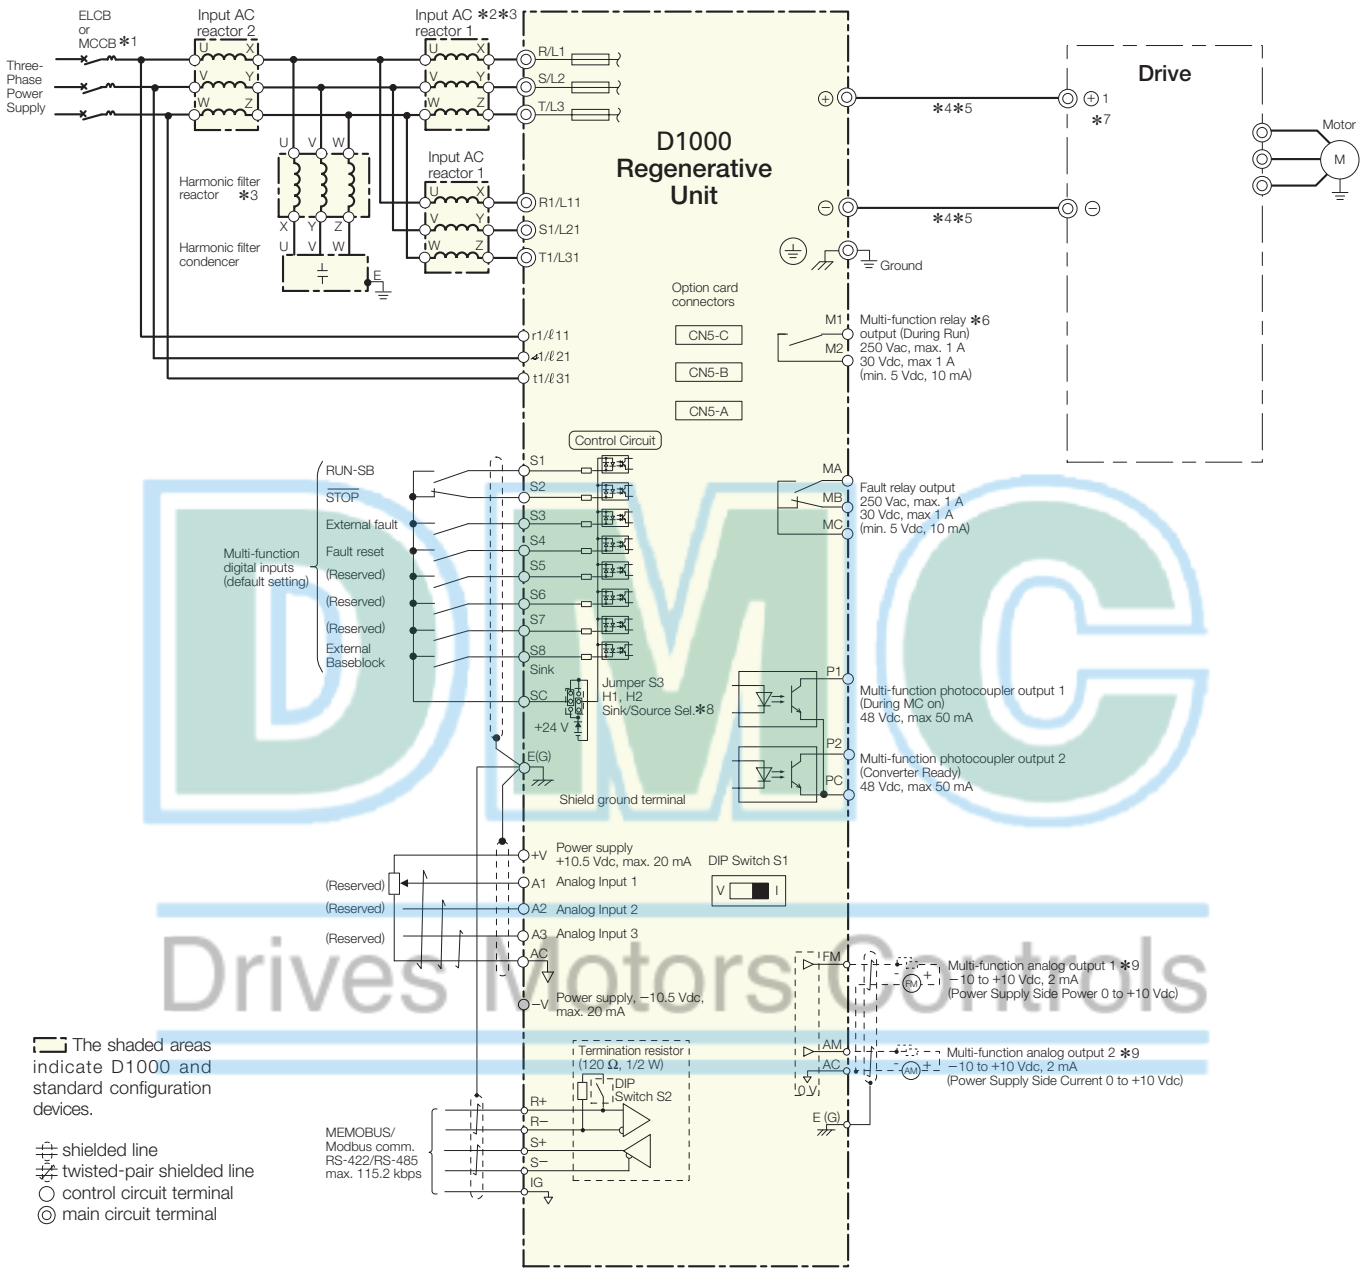 ELCB
or
MCCB *1
Three-
Phase
Power
Supply
Input AC
reactor 2
U X
V Y
W Z
Input AC *2*3
reactor 1
U X
V Y
W Z
R/L1
S/L2
T/L3
U V W
Harmonic filter
reactor *3
X Y Z
U V W
Harmonic filter
condencer
E
Input AC
reactor 1
U X
V Y
W Z
R1/L11
S1/L21
T1/L31
r1/ℓ11
1/ℓ21
t1/ℓ31
D1000
Regenerative
Unit
+
*4*5
+ 1
*7
Drive
Motor
M
−
*4*5
−
Ground
Option card
connectors
CN5-C
CN5-B
CN5-A
M1
M2
Multi-function relay *6
output (During Run)
250 Vac, max. 1 A
30 Vdc, max 1 A
(min. 5 Vdc, 10 mA)
Control Circuit
MA
MB
MC
Fault relay output
250 Vac, max. 1 A
30 Vdc, max 1 A
(min. 5 Vdc, 10 mA)
Multi-function
digital inputs
(default setting)
RUN-SB
STOP
External fault
Fault reset
(Reserved)
(Reserved)
(Reserved)
External
Baseblock
S1
S2
S3
S4
S5
S6
S7
S8
Sink
SC
+24 V
Jumper S3
H1, H2
Sink/Source Sel.*8
E(G)
Shield ground terminal
P1
Multi-function photocoupler output 1
(During MC on)
48 Vdc, max 50 mA
P2
PC
Multi-function photocoupler output 2
(Converter Ready)
48 Vdc, max 50 mA
DMC
Drives Motors Controls
+V
Power supply
+10.5 Vdc, max. 20 mA
(Reserved)
A1 Analog Input 1
(Reserved)
A2 Analog Input 2
(Reserved)
A3 Analog Input 3
AC
−V
Power supply, −10.5 Vdc,
max. 20 mA
DIP Switch S1
V I
FM
FM +
Multi-function analog output 1 *9
−10 to +10 Vdc, 2 mA
(Power Supply Side Power 0 to +10 Vdc)
AM
AC
0 V
AM +
Multi-function analog output 2 *9
−10 to +10 Vdc, 2 mA
(Power Supply Side Current 0 to +10 Vdc)
E (G)
Termination resistor
(120 Ω, 1/2 W)
DIP
Switch S2
R+
R−
S+
S−
IG
MEMOBUS/
Modbus comm.
RS-422/RS-485
max. 115.2 kbps
The shaded areas
indicate D1000 and
standard configuration
devices.
shielded line
twisted-pair shielded line
control circuit terminal
main circuit terminal